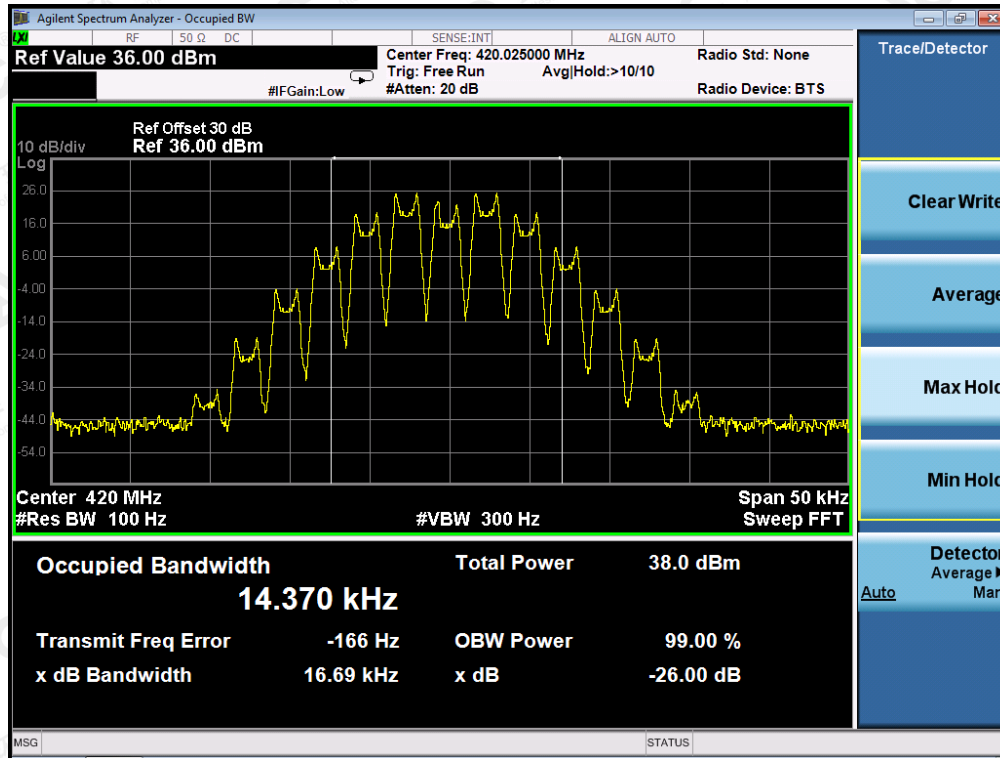 Agilent Spectrum Analyzer - Occupied BW
LXI RF 50 Ω DC SENSE:INT ALIGN AUTO
Ref Value 36.00 dBm
Center Freq: 420.025000 MHz
Radio Std: None
Trig: Free Run Avg|Hold:>10/10
#IFGain:Low
#Atten: 20 dB
Radio Device: BTS
Ref Offset 30 dB
10 dB/div Ref 36.00 dBm
Log
26.0
16.0
6.00
-4.00
-14.0
-24.0
-34.0
-44.0
-54.0
Center 420 MHz
Span 50 kHz
#Res BW 100 Hz
#VBW 300 Hz
Sweep FFT
Occupied Bandwidth
Total Power 38.0 dBm
14.370 kHz
Transmit Freq Error -166 Hz
OBW Power 99.00 %
x dB Bandwidth 16.69 kHz
x dB -26.00 dB
MSG
STATUS
Trace/Detector
Clear Write
Average
Max Hold
Min Hold
Detector
Average
Auto Man